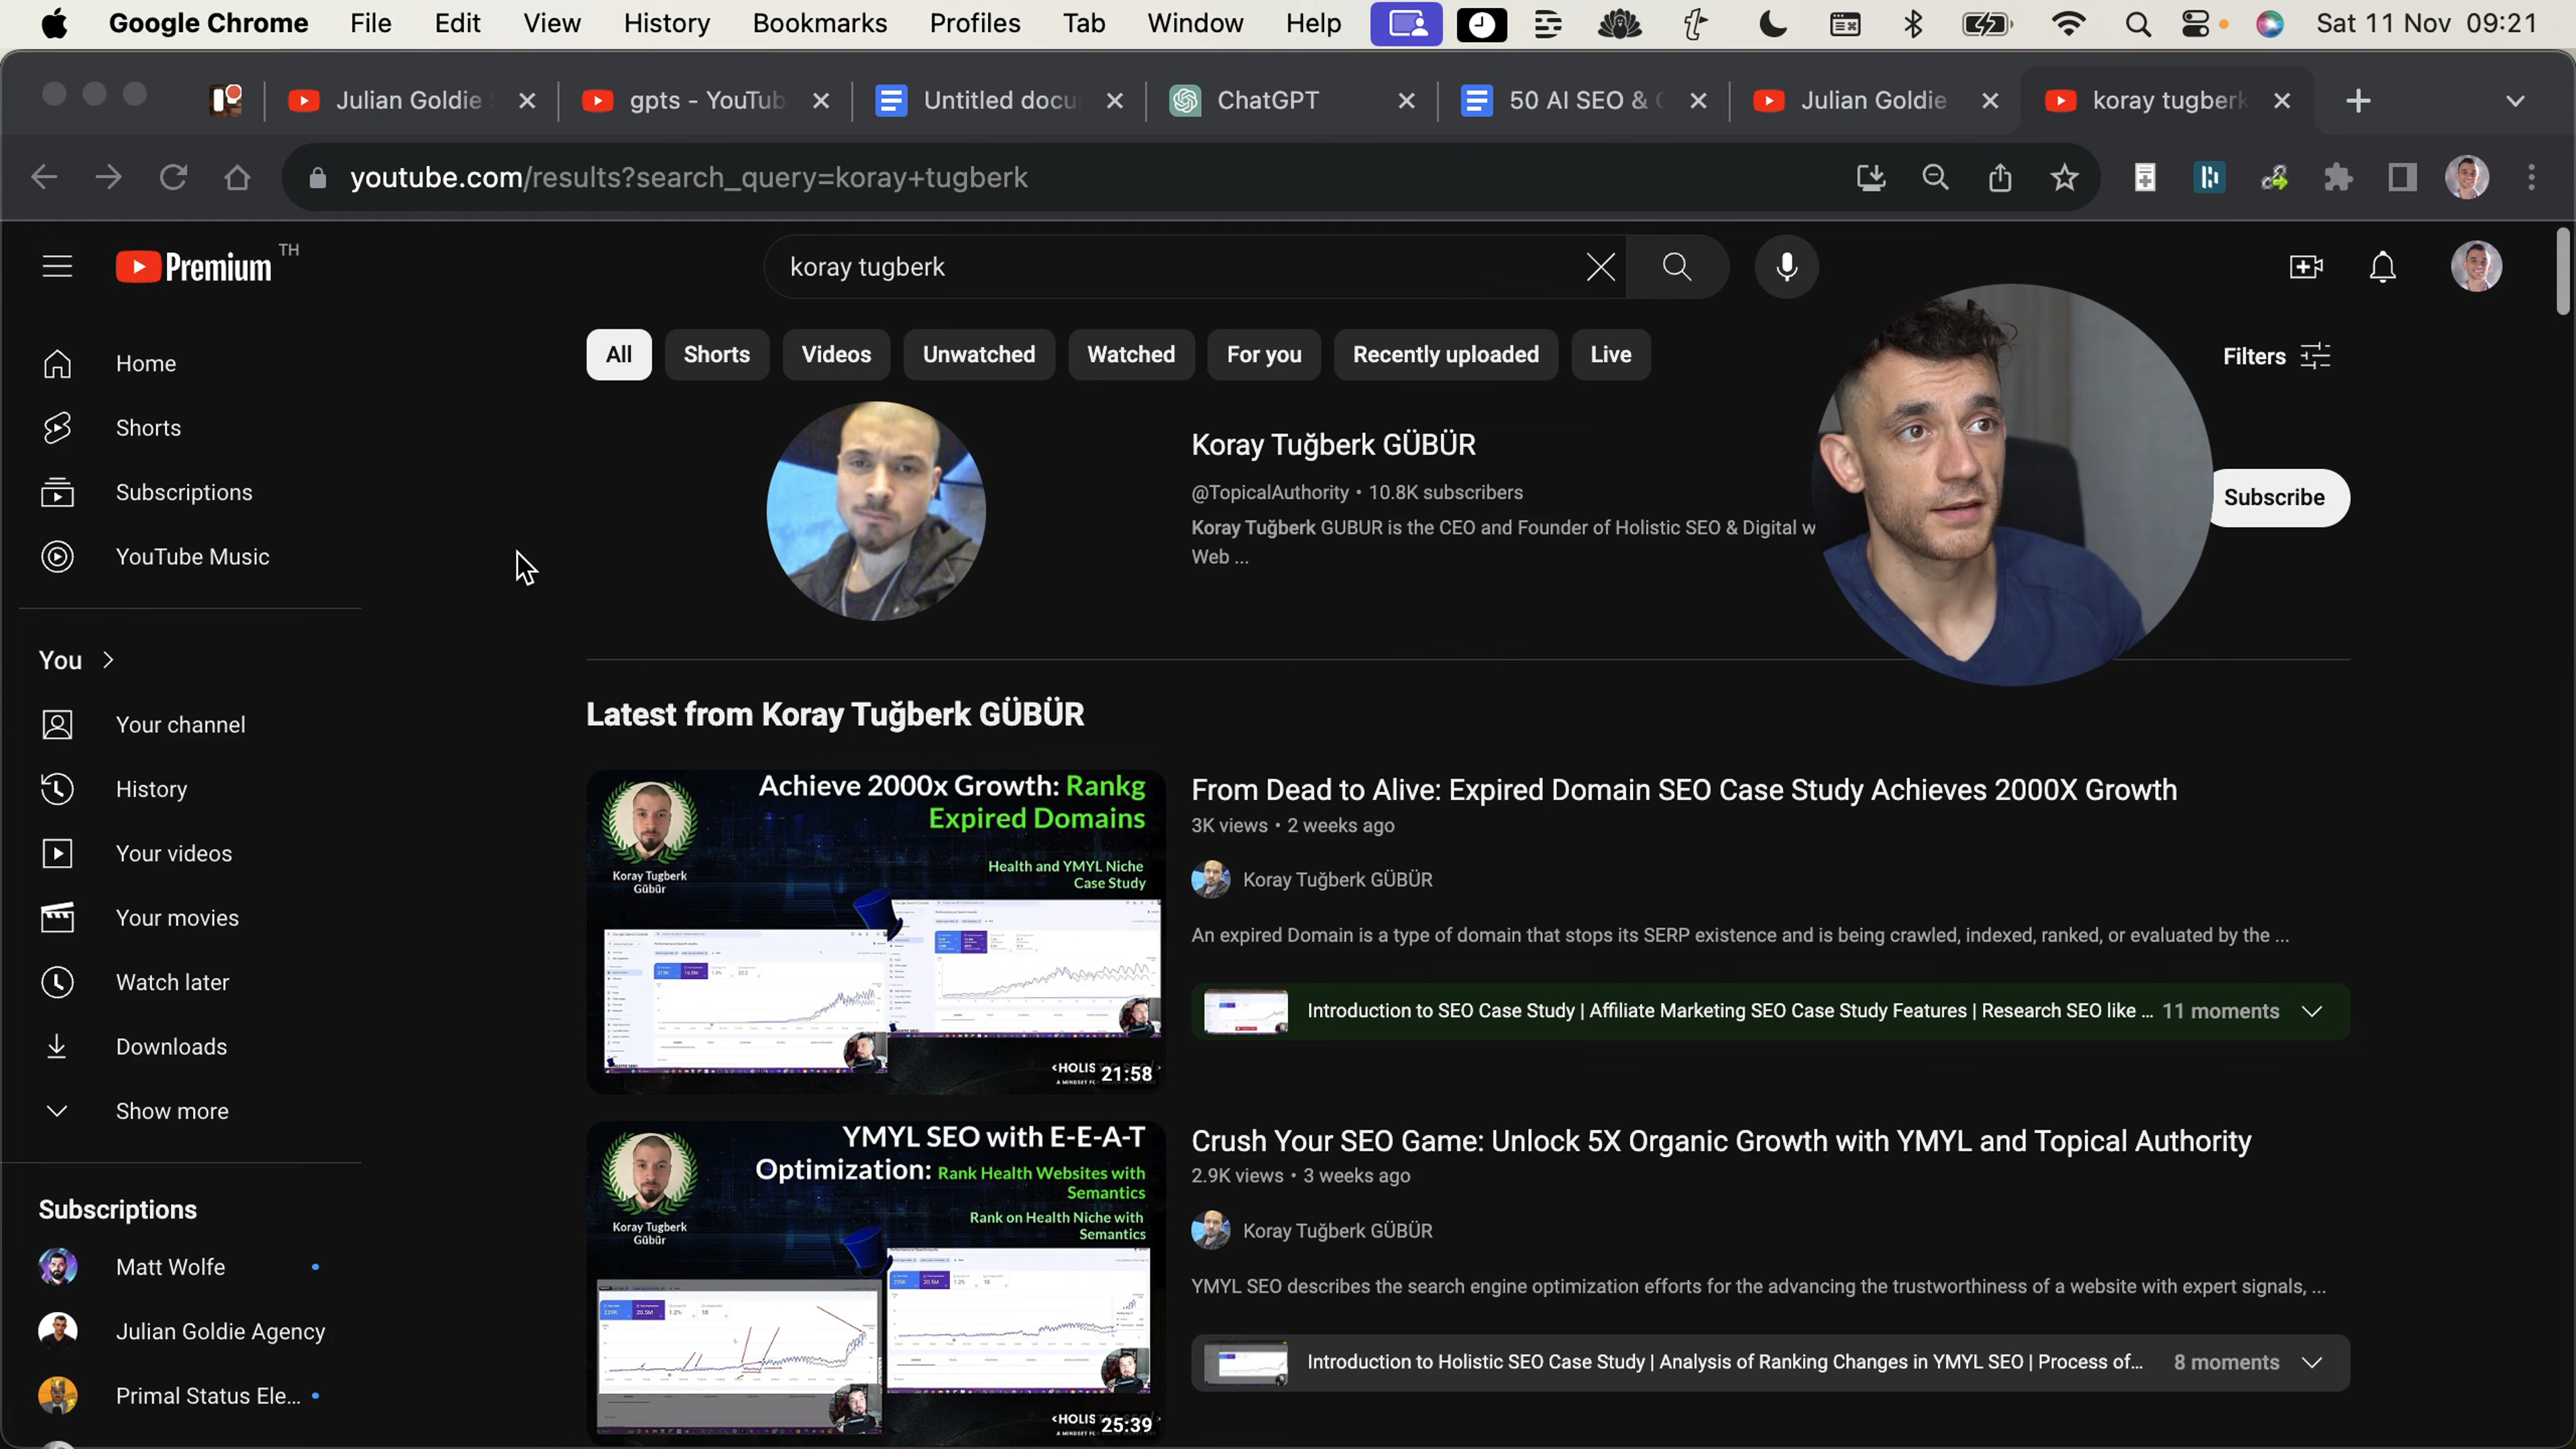 Google Chrome File Edit View History Bookmarks Profiles Tab Window Help Sat 11 Nov 09:21
Julian Goldie
gpts - YouTub
Untitled docu
ChatGPT
50 AI SEO &
Julian Goldie
koray tugberk
youtube.com/results?search_query=koray+tugberk
Premium TH
koray tugberk
All Shorts Videos Unwatched Watched For you Recently uploaded Live
Filters
Home
Shorts
Subscriptions
YouTube Music
You
Your channel
History
Your videos
Your movies
Watch later
Downloads
Show more
Subscriptions
Matt Wolfe
Julian Goldie Agency
Primal Status Ele...
Koray Tuğberk GÜBÜR
@TopicalAuthority • 10.8K subscribers
Koray Tuğberk GUBUR is the CEO and Founder of Holistic SEO & Digital w
Web ...
Subscribe
Latest from Koray Tuğberk GÜBÜR
Achieve 2000x Growth: Rankg
Expired Domains
Health and YMYL Niche
Case Study
Koray Tugberk
Gübür
<HOLIS
21:58
From Dead to Alive: Expired Domain SEO Case Study Achieves 2000X Growth
3K views • 2 weeks ago
Koray Tuğberk GÜBÜR
An expired Domain is a type of domain that stops its SERP existence and is being crawled, indexed, ranked, or evaluated by the ...
Introduction to SEO Case Study | Affiliate Marketing SEO Case Study Features | Research SEO like ... 11 moments
YMYL SEO with E-E-A-T
Optimization: Rank Health Websites with
Semantics
Rank on Health Niche with
Semantics
Koray Tugberk
Gübür
<HOLIS
25:39
Crush Your SEO Game: Unlock 5X Organic Growth with YMYL and Topical Authority
2.9K views • 3 weeks ago
Koray Tuğberk GÜBÜR
YMYL SEO describes the search engine optimization efforts for the advancing the trustworthiness of a website with expert signals, ...
Introduction to Holistic SEO Case Study | Analysis of Ranking Changes in YMYL SEO | Process of... 8 moments